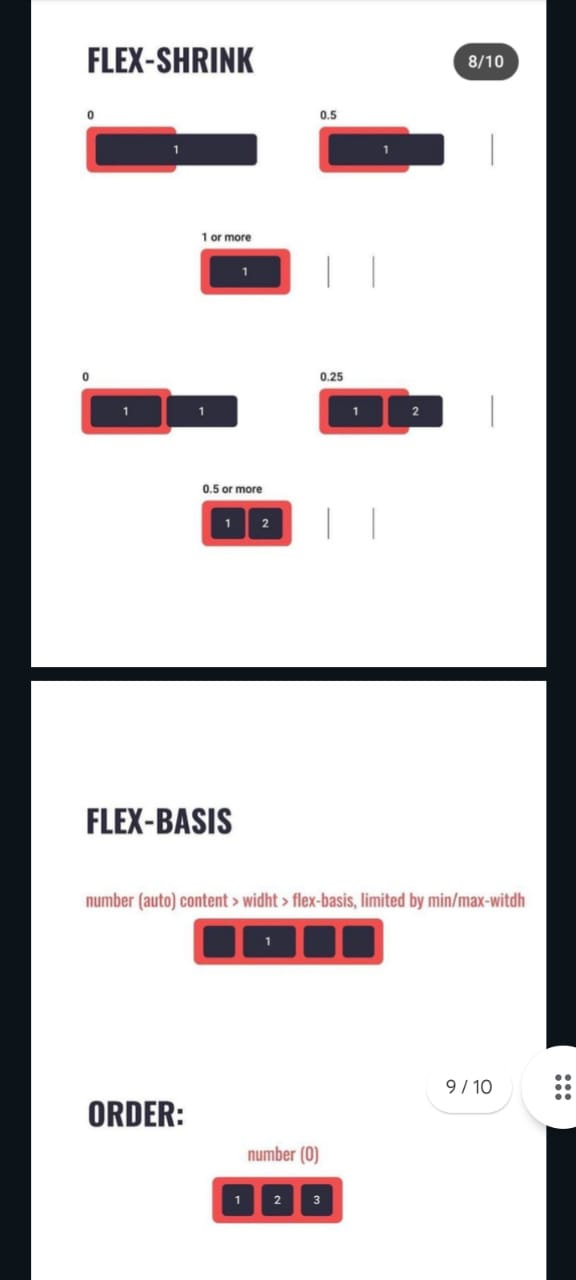 FLEX-SHRINK
8/10
0
0.5
1
1
1 or more
1
0
0.25
1
1
1
2
0.5 or more
1
2
FLEX-BASIS
number (auto) content > widht > flex-basis, limited by min/max-witdh
1
9 / 10
ORDER:
number (0)
1
2
3